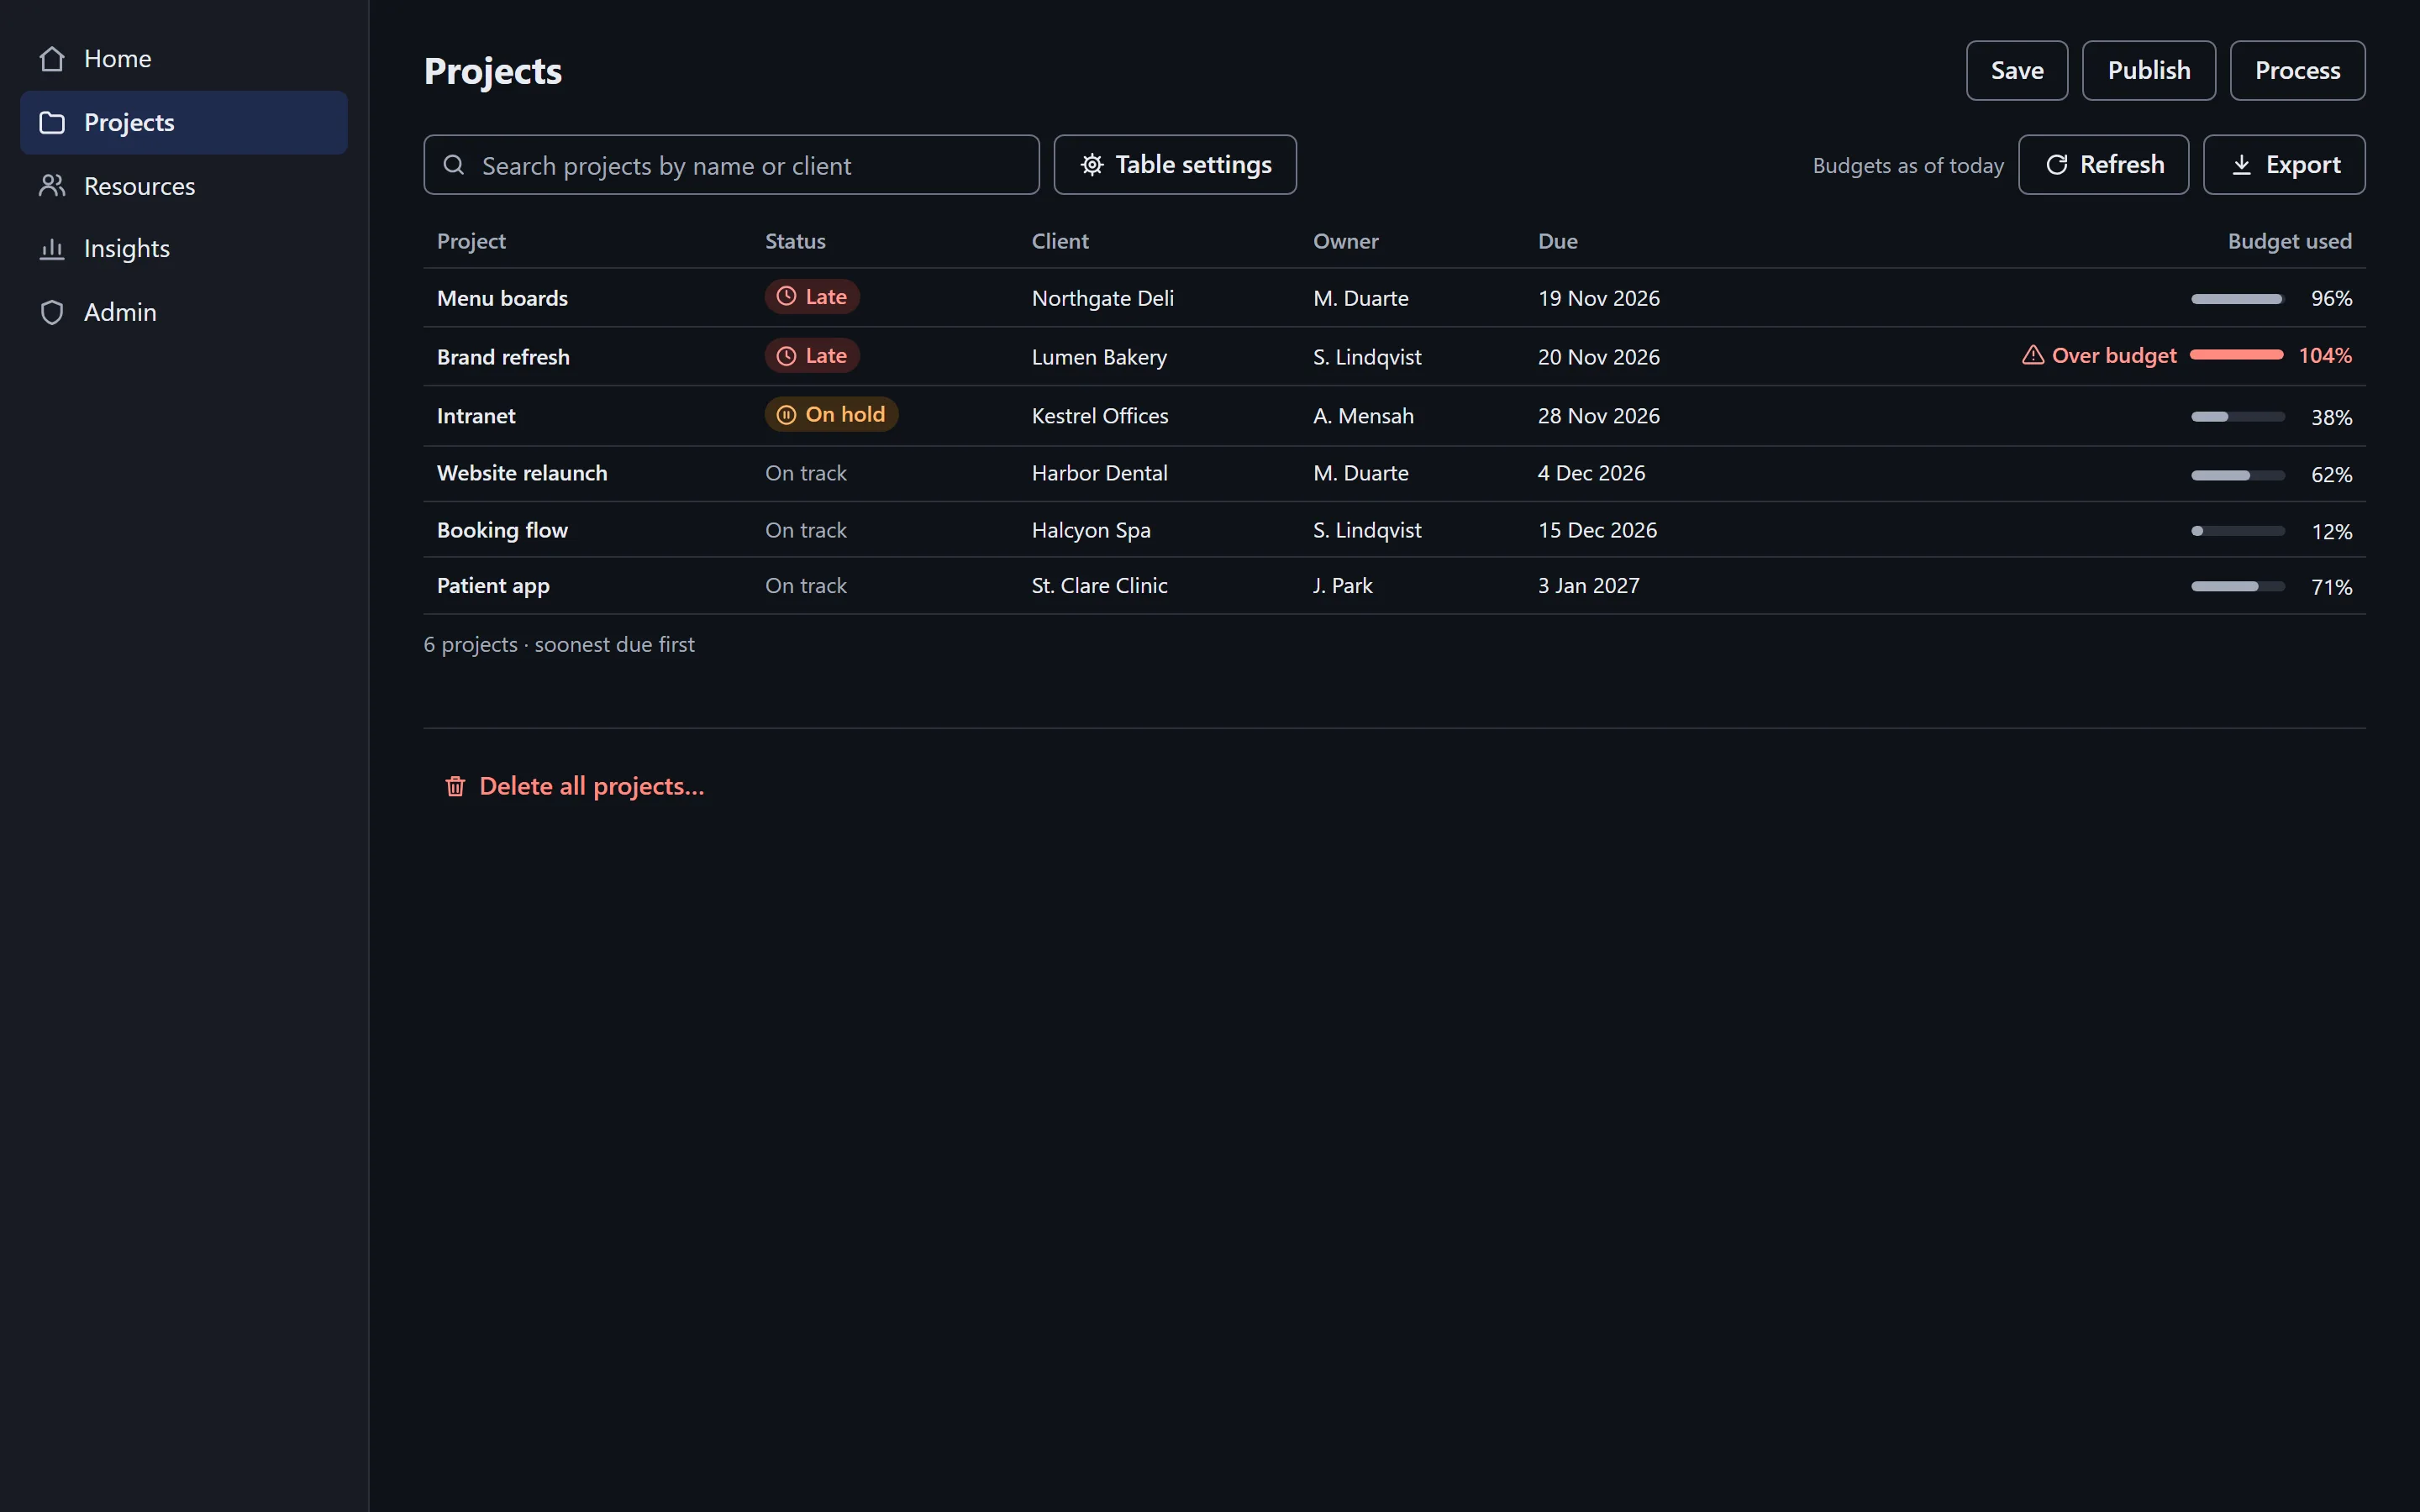 Home
Projects
Resources
Insights
Admin
Projects
Save Publish Process
Search projects by name or client Table settings Budgets as of today Refresh Export
Project Status Client Owner Due Budget used
Menu boards Late Northgate Deli M. Duarte 19 Nov 2026 96%
Brand refresh Late Lumen Bakery S. Lindqvist 20 Nov 2026 Over budget 104%
Intranet On hold Kestrel Offices A. Mensah 28 Nov 2026 38%
Website relaunch On track Harbor Dental M. Duarte 4 Dec 2026 62%
Booking flow On track Halcyon Spa S. Lindqvist 15 Dec 2026 12%
Patient app On track St. Clare Clinic J. Park 3 Jan 2027 71%
6 projects · soonest due first
Delete all projects...